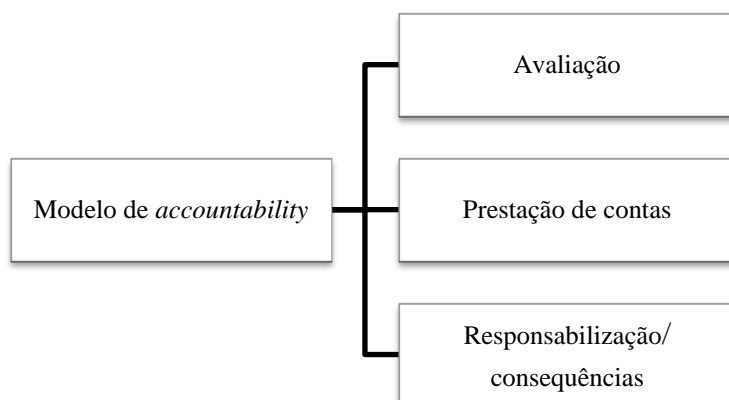 Avaliação
Modelo de accountability
Prestação de contas
Responsabilização/
consequências